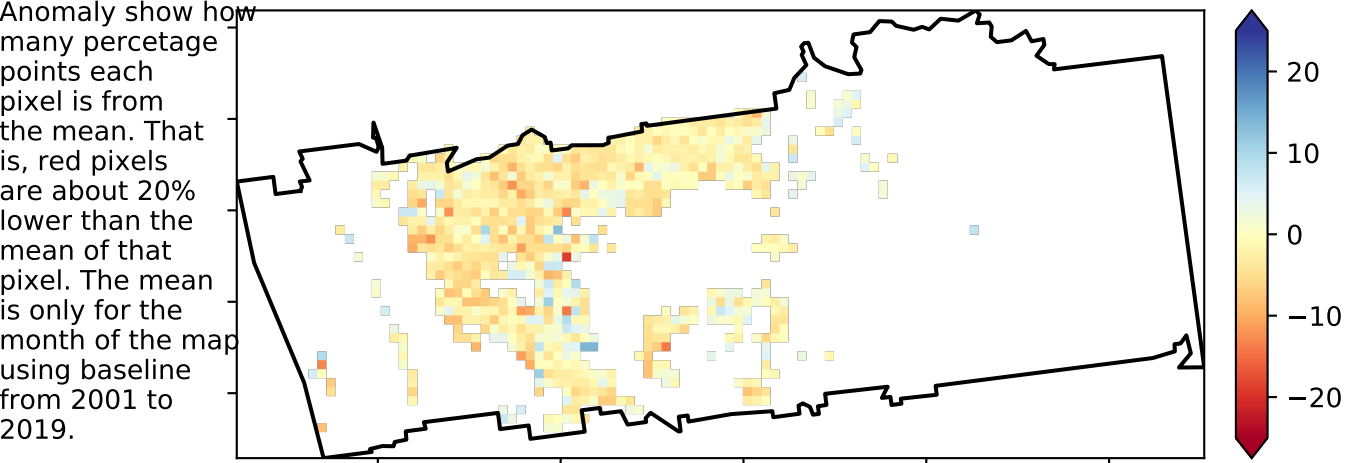 Anomaly show how
many percetage
points each
pixel is from
the mean. That
is, red pixels
are about 20%
lower than the
mean of that
pixel. The mean
is only for the
month of the map
using baseline
from 2001 to
2019.
20
10
0
−10
−20